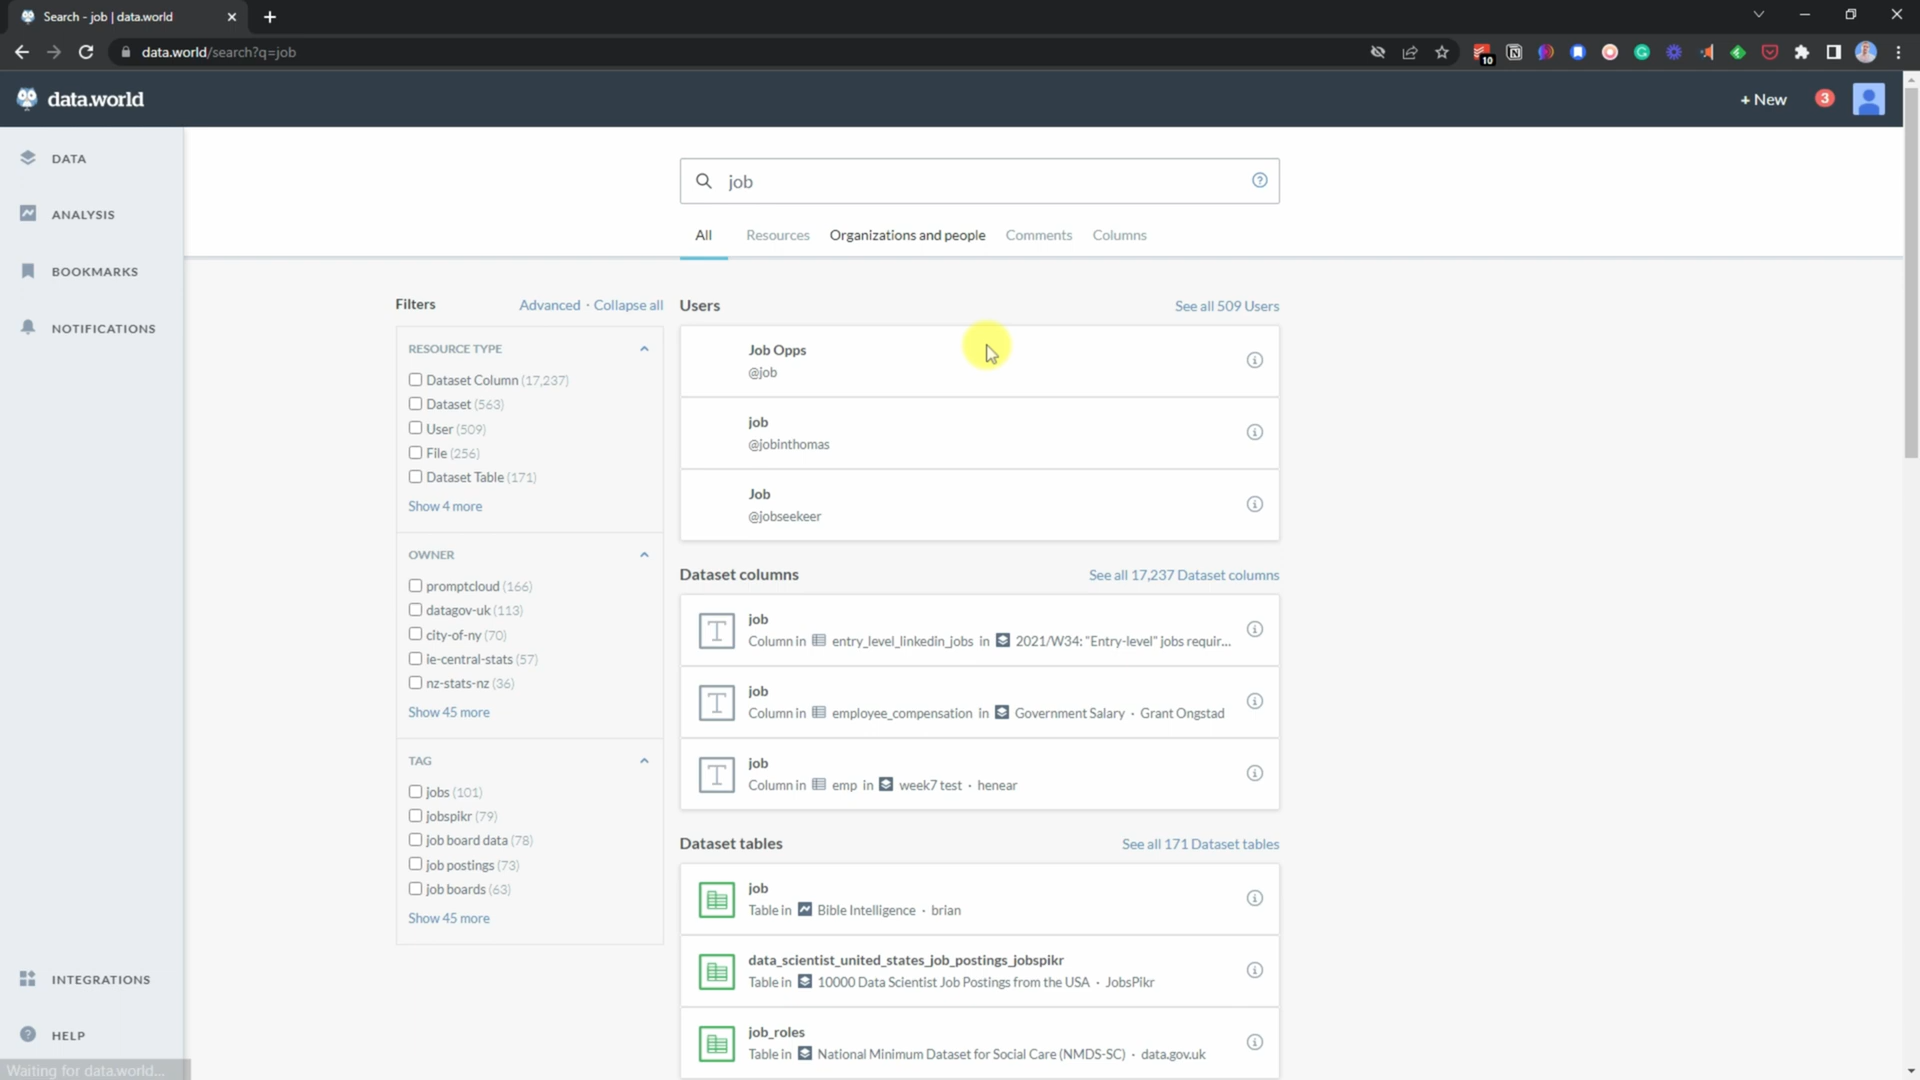 Search - job | data.world
data.world/search?q=job
10
data.world
+ New
3
DATA
ANALYSIS
BOOKMARKS
NOTIFICATIONS
INTEGRATIONS
HELP
Waiting for data.world...
job
All
Resources
Organizations and people
Comments
Columns
Filters
Advanced · Collapse all
RESOURCE TYPE
Dataset Column (17,237)
Dataset (563)
User (509)
File (256)
Dataset Table (171)
Show 4 more
OWNER
promptcloud (166)
datagov-uk (113)
city-of-ny (70)
ie-central-stats (57)
nz-stats-nz (36)
Show 45 more
TAG
jobs (101)
jobspikr (79)
job board data (78)
job postings (73)
job boards (63)
Show 45 more
Users
See all 509 Users
Job Opps
@job
job
@jobinthomas
Job
@jobseekeer
Dataset columns
See all 17,237 Dataset columns
job
Column in entry_level_linkedin_jobs in 2021/W34: "Entry-level" jobs requir...
job
Column in employee_compensation in Government Salary · Grant Ongstad
job
Column in emp in week7 test · henear
Dataset tables
See all 171 Dataset tables
job
Table in Bible Intelligence · brian
data_scientist_united_states_job_postings_jobspikr
Table in 10000 Data Scientist Job Postings from the USA · JobsPikr
job_roles
Table in National Minimum Dataset for Social Care (NMDS-SC) · data.gov.uk